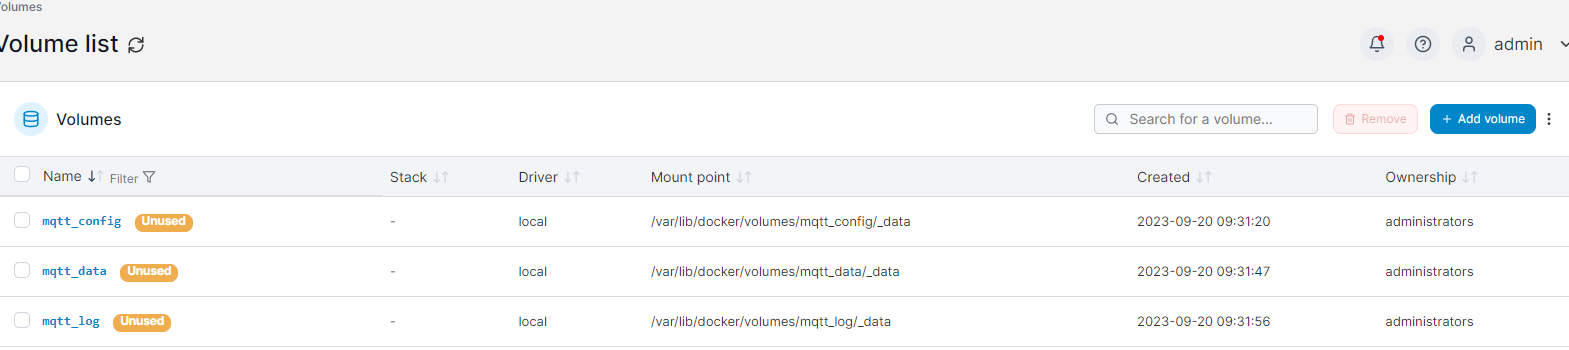 Volumes
Volume list
admin
Volumes
Search for a volume...
Remove
+ Add volume
Name Filter Stack Driver Mount point Created Ownership
mqtt_config Unused - local /var/lib/docker/volumes/mqtt_config/_data 2023-09-20 09:31:20 administrators
mqtt_data Unused - local /var/lib/docker/volumes/mqtt_data/_data 2023-09-20 09:31:47 administrators
mqtt_log Unused - local /var/lib/docker/volumes/mqtt_log/_data 2023-09-20 09:31:56 administrators